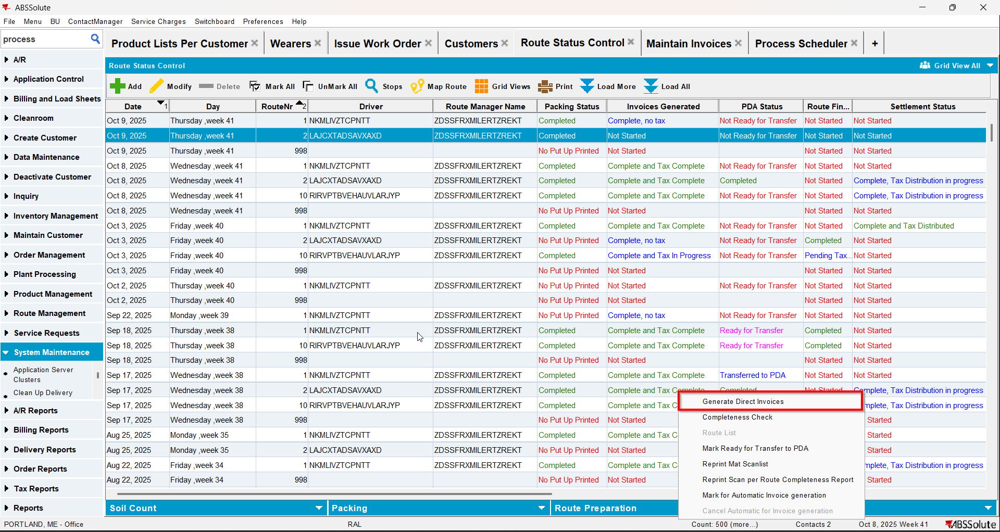 ABSSolute
File Menu BU ContactManager Service Charges Switchboard Preferences Help
process
Product Lists Per Customer Wearers Issue Work Order Customers Route Status Control Maintain Invoices Process Scheduler +
Route Status Control Grid View All
Add Modify Delete Mark All UnMark All Stops Map Route Grid Views Print Load More Load All
A/R
Application Control
Billing and Load Sheets
Cleanroom
Create Customer
Data Maintenance
Deactivate Customer
Inquiry
Inventory Management
Maintain Customer
Order Management
Plant Processing
Product Management
Route Management
Service Requests
System Maintenance
Application Server
Clusters
Clean Up Delivery
A/R Reports
Billing Reports
Delivery Reports
Order Reports
Tax Reports
Reports
Date 1 Day RouteNr 2 Driver Route Manager Name Packing Status Invoices Generated PDA Status Route Fin... Settlement Status
Oct 9, 2025 Thursday ,week 41 1 NKMLIVZTCPNTT ZDSSFRXMILERTZREKT Completed Complete, no tax Not Ready for Transfer Not Started Not Started
Oct 9, 2025 Thursday ,week 41 2 LAJCXTADSAVXAXD ZDSSFRXMILERTZREKT Completed Not Started Not Ready for Transfer Not Started Not Started
Oct 9, 2025 Thursday ,week 41 998 No Put Up Printed Not Started Not Started Not Started
Oct 8, 2025 Wednesday ,week 41 1 NKMLIVZTCPNTT ZDSSFRXMILERTZREKT Completed Complete and Tax Complete Not Ready for Transfer Not Started Not Started
Oct 8, 2025 Wednesday ,week 41 2 LAJCXTADSAVXAXD ZDSSFRXMILERTZREKT Completed Complete and Tax Complete Completed Not Started Complete, Tax Distribution in progress
Oct 8, 2025 Wednesday ,week 41 10 RIRVPTBVEHAUVLARJYP ZDSSFRXMILERTZREKT Completed Complete and Tax Complete Not Ready for Transfer Not Started Complete, Tax Distribution in progress
Oct 8, 2025 Wednesday ,week 41 998 No Put Up Printed Not Started Not Started Not Started
Oct 3, 2025 Friday ,week 40 1 NKMLIVZTCPNTT ZDSSFRXMILERTZREKT Completed Complete and Tax Complete Not Ready for Transfer Not Started Complete and Tax Distributed
Oct 3, 2025 Friday ,week 40 2 LAJCXTADSAVXAXD ZDSSFRXMILERTZREKT No Put Up Printed Complete, no tax Not Ready for Transfer Completed Not Started
Oct 3, 2025 Friday ,week 40 10 RIRVPTBVEHAUVLARJYP ZDSSFRXMILERTZREKT Completed Complete and Tax In Progress Not Ready for Transfer Pending Tax... Not Started
Oct 3, 2025 Friday ,week 40 998 No Put Up Printed Not Started Not Started Not Started
Oct 2, 2025 Thursday ,week 40 1 NKMLIVZTCPNTT ZDSSFRXMILERTZREKT No Put Up Printed Not Started Not Ready for Transfer Not Started Not Started
Oct 2, 2025 Thursday ,week 40 998 No Put Up Printed Not Started Not Started Not Started
Sep 22, 2025 Monday ,week 39 1 NKMLIVZTCPNTT ZDSSFRXMILERTZREKT No Put Up Printed Complete, no tax Not Ready for Transfer Not Started Not Started
Sep 18, 2025 Thursday ,week 38 1 NKMLIVZTCPNTT ZDSSFRXMILERTZREKT Completed Complete and Tax Complete Ready for Transfer Completed Not Started
Sep 18, 2025 Thursday ,week 38 10 RIRVPTBVEHAUVLARJYP ZDSSFRXMILERTZREKT Completed Complete and Tax Complete Ready for Transfer Completed Not Started
Sep 18, 2025 Thursday ,week 38 998 No Put Up Printed Not Started Not Started Not Started
Sep 17, 2025 Wednesday ,week 38 1 NKMLIVZTCPNTT ZDSSFRXMILERTZREKT Completed Complete and Tax Complete Transferred to PDA Not Started Not Started
Sep 17, 2025 Wednesday ,week 38 2 LAJCXTADSAVXAXD ZDSSFRXMILERTZREKT Completed Complete and Tax Complete Completed Not Started Complete, Tax Distribution in progress
Sep 17, 2025 Wednesday ,week 38 10 RIRVPTBVEHAUVLARJYP ZDSSFRXMILERTZREKT Completed Complete and Tax C mplete, Tax Distribution in progress
Sep 17, 2025 Wednesday ,week 38 998 No Put Up Printed Not Started Started
Aug 25, 2025 Monday ,week 35 1 NKMLIVZTCPNTT ZDSSFRXMILERTZREKT Completed Complete and Tax C Started
Aug 25, 2025 Monday ,week 35 2 LAJCXTADSAVXAXD ZDSSFRXMILERTZREKT No Put Up Printed Not Started Started
Aug 22, 2025 Friday ,week 34 1 NKMLIVZTCPNTT ZDSSFRXMILERTZREKT Completed Complete and Tax C mplete, Tax Distribution in progress
Aug 22, 2025 Friday ,week 34 998 No Put Up Printed Not Started Started
Generate Direct Invoices
Completeness Check
Route List
Mark Ready for Transfer to PDA
Reprint Mat Scanlist
Reprint Scan per Route Completeness Report
Mark for Automatic Invoice generation
Cancel Automatic for Invoice generation
Soil Count Packing Route Preparation
PORTLAND, ME - Office RAL Count: 500 (more...) Contacts 2 Oct 8, 2025 Week 41 ABSSolute